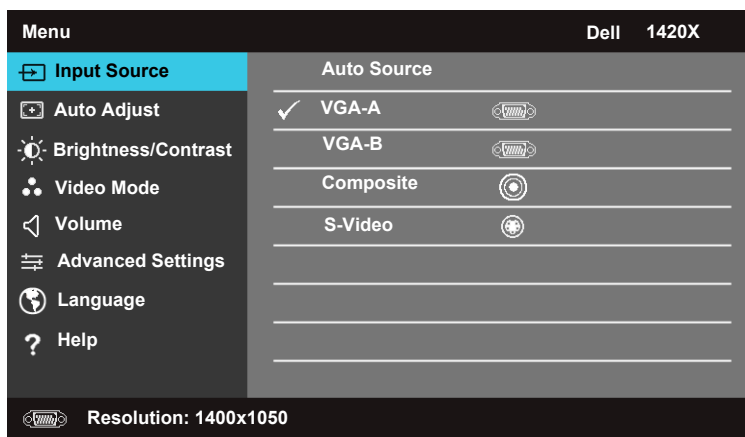 Menu Dell 1420X
Input Source
Auto Adjust
Brightness/Contrast
Video Mode
Volume
Advanced Settings
Language
Help
Auto Source
VGA-A
VGA-B
Composite
S-Video
Resolution: 1400x1050